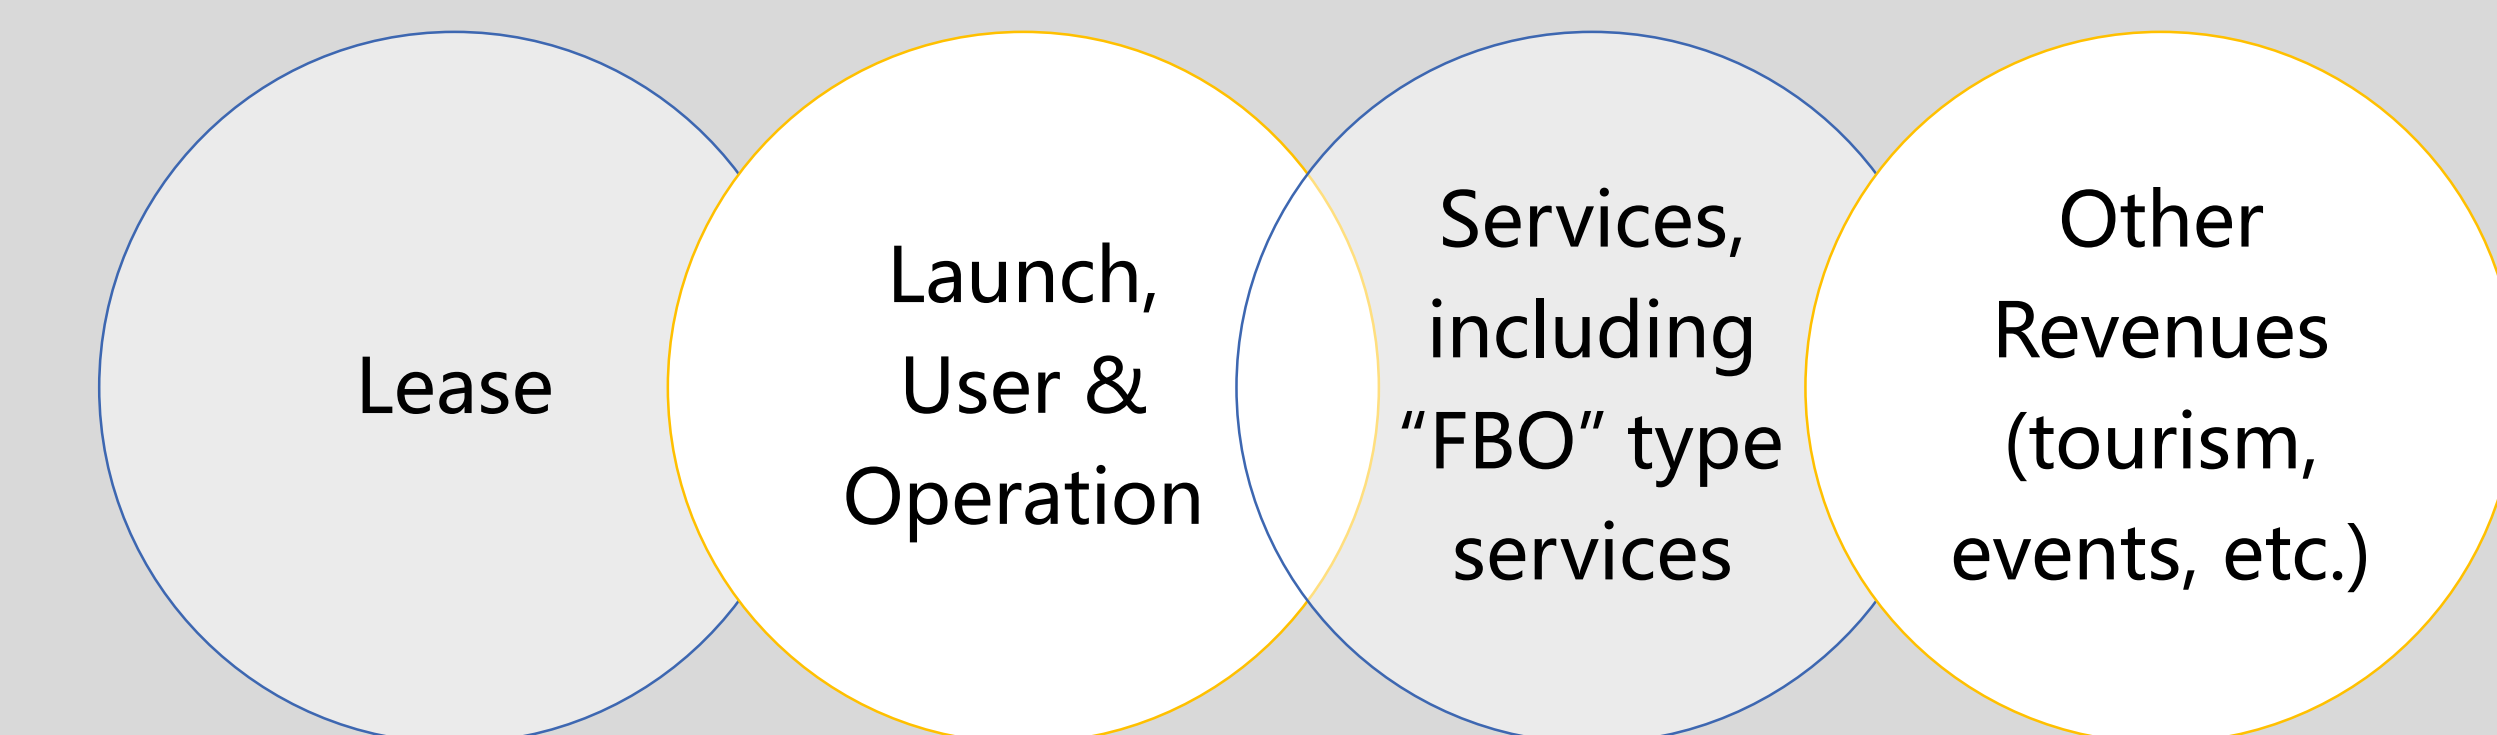 Lease
Launch,
User &
Operation
Services,
including
“FBO” type
services
Other
Revenues
(tourism,
events, etc.)